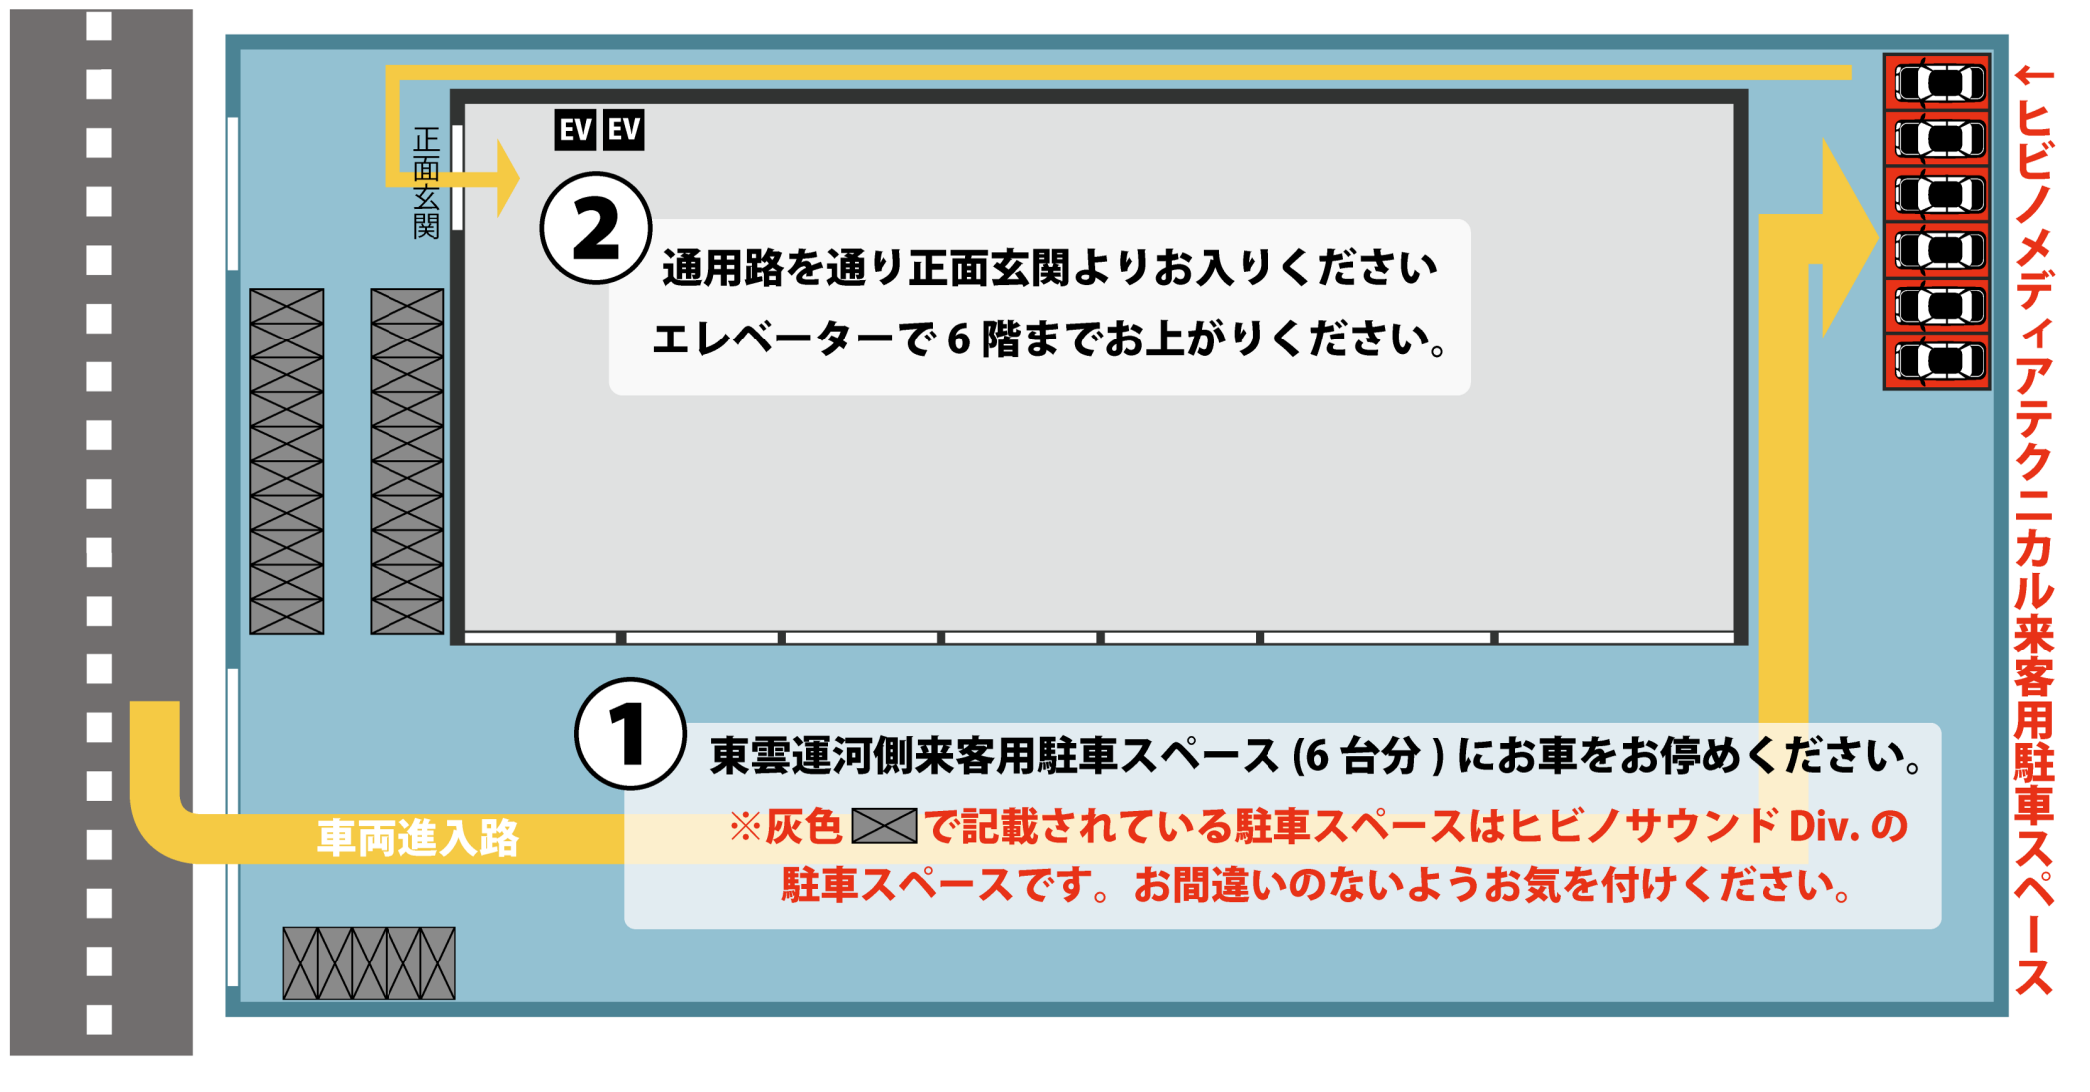 正面玄関
EV EV
2
通用路を通り正面玄関よりお入りください
エレベーターで6階までお上がりください。
1
東雲運河側来客用駐車スペース(6台分)にお車をお停めください。
※灰色で記載されている駐車スペースはヒビノサウンドDiv.の
駐車スペースです。お間違いのないようお気を付けください。
車両進入路
←ヒビノメディアテクニカル来客用駐車スペース